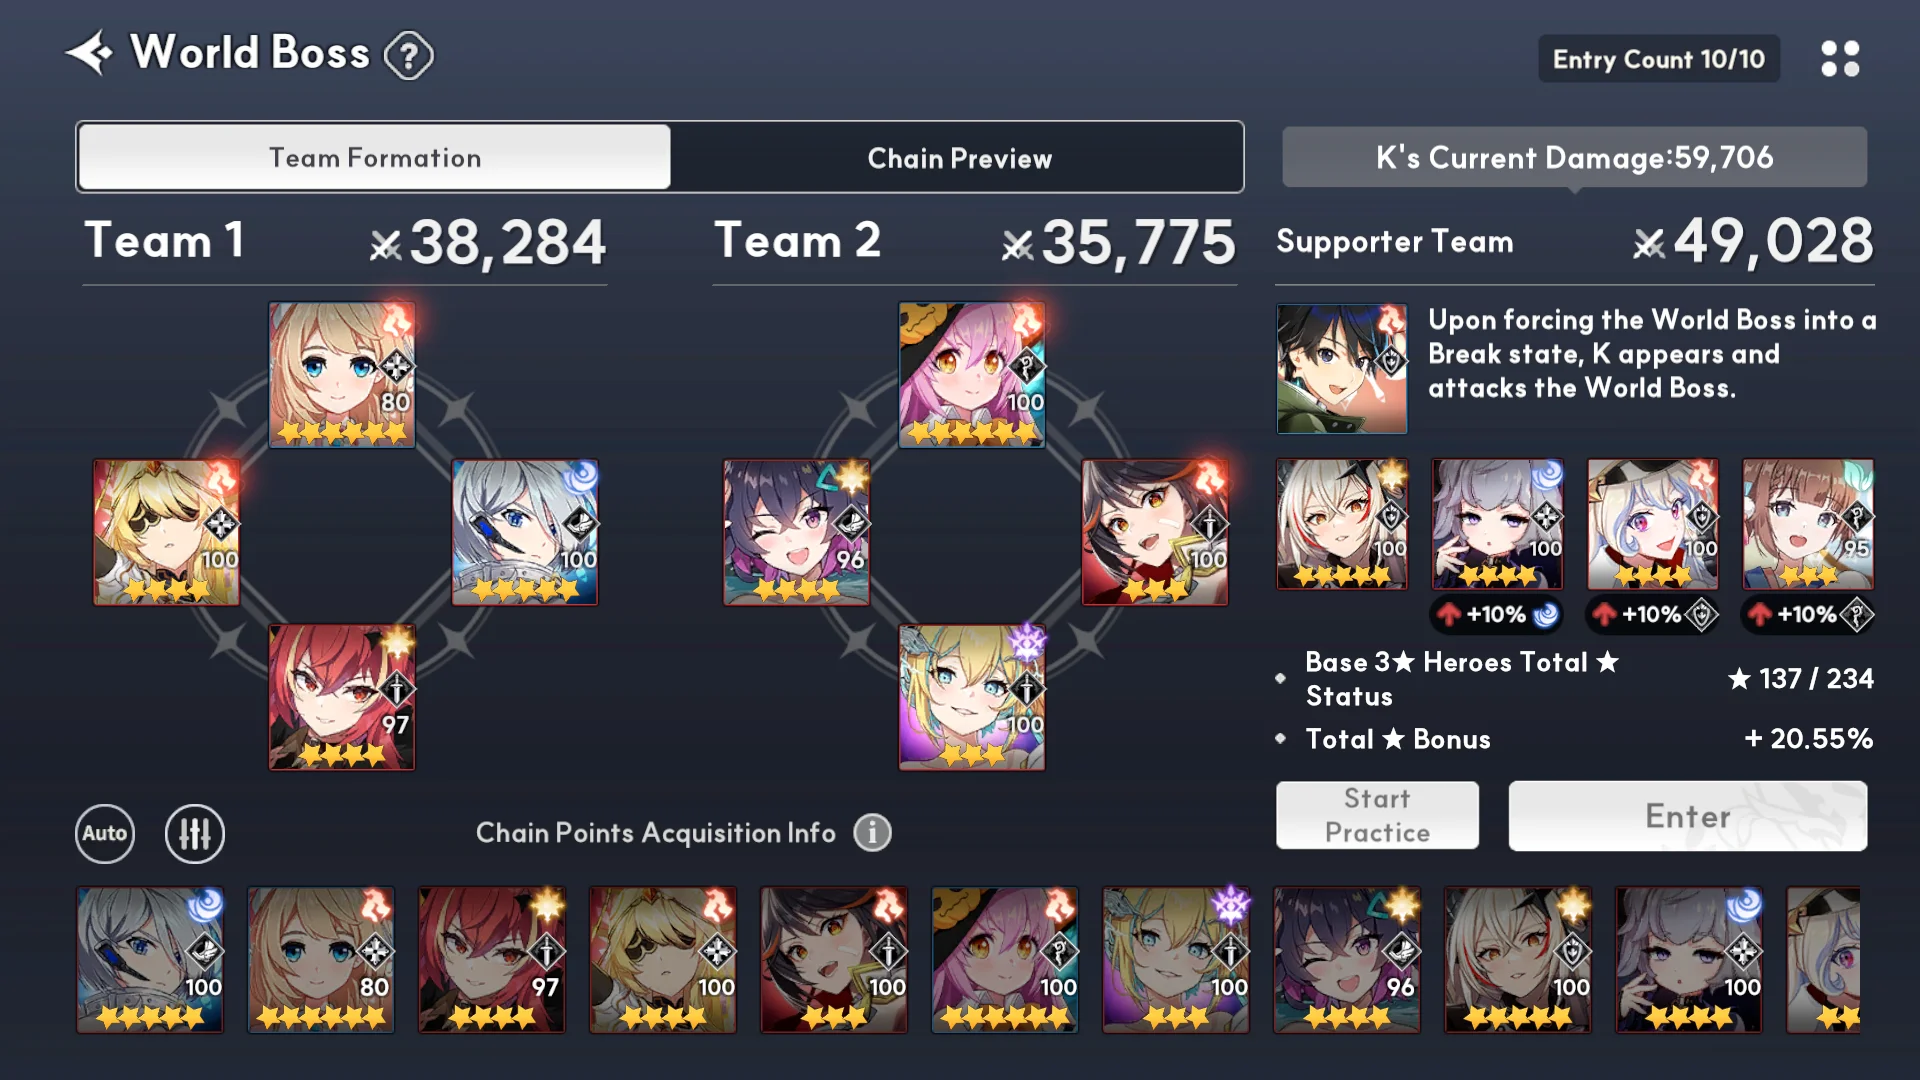 World Boss ?
Entry Count 10/10
Team Formation
Chain Preview
K's Current Damage:59,706
Team 1 38,284
Team 2 35,775
Supporter Team 49,028
80
100
100
97
100
96
100
100
Upon forcing the World Boss into a
Break state, K appears and
attacks the World Boss.
100
100
100
95
+10%
+10%
+10%
Base 3★ Heroes Total ★
Status
★ 137 / 234
Total ★ Bonus
+ 20.55%
Start
Practice
Enter
Auto
Chain Points Acquisition Info i
100
80
97
100
100
100
100
96
100
100